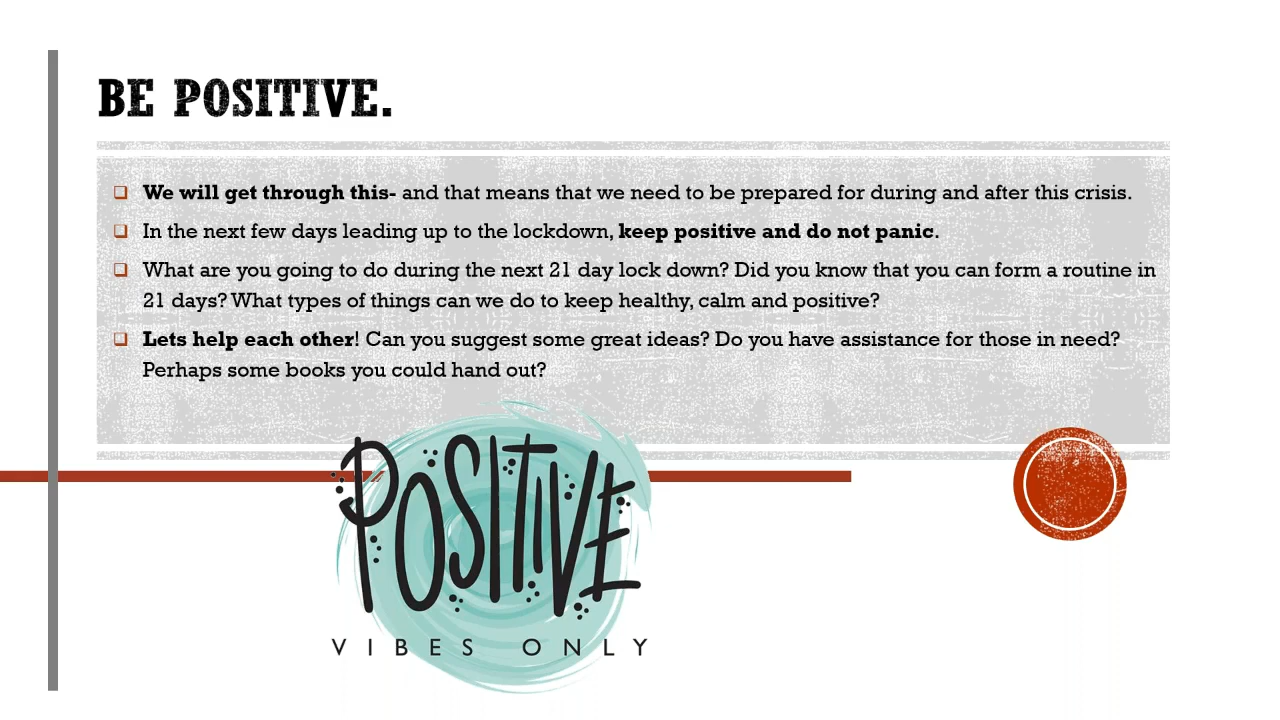 BE POSITIVE.
We will get through this- and that means that we need to be prepared for during and after this crisis.
In the next few days leading up to the lockdown, keep positive and do not panic.
What are you going to do during the next 21 day lock down? Did you know that you can form a routine in
21 days? What types of things can we do to keep healthy, calm and positive?
Lets help each other! Can you suggest some great ideas? Do you have assistance for those in need?
Perhaps some books you could hand out?
POSITIVE
VIBES ONLY